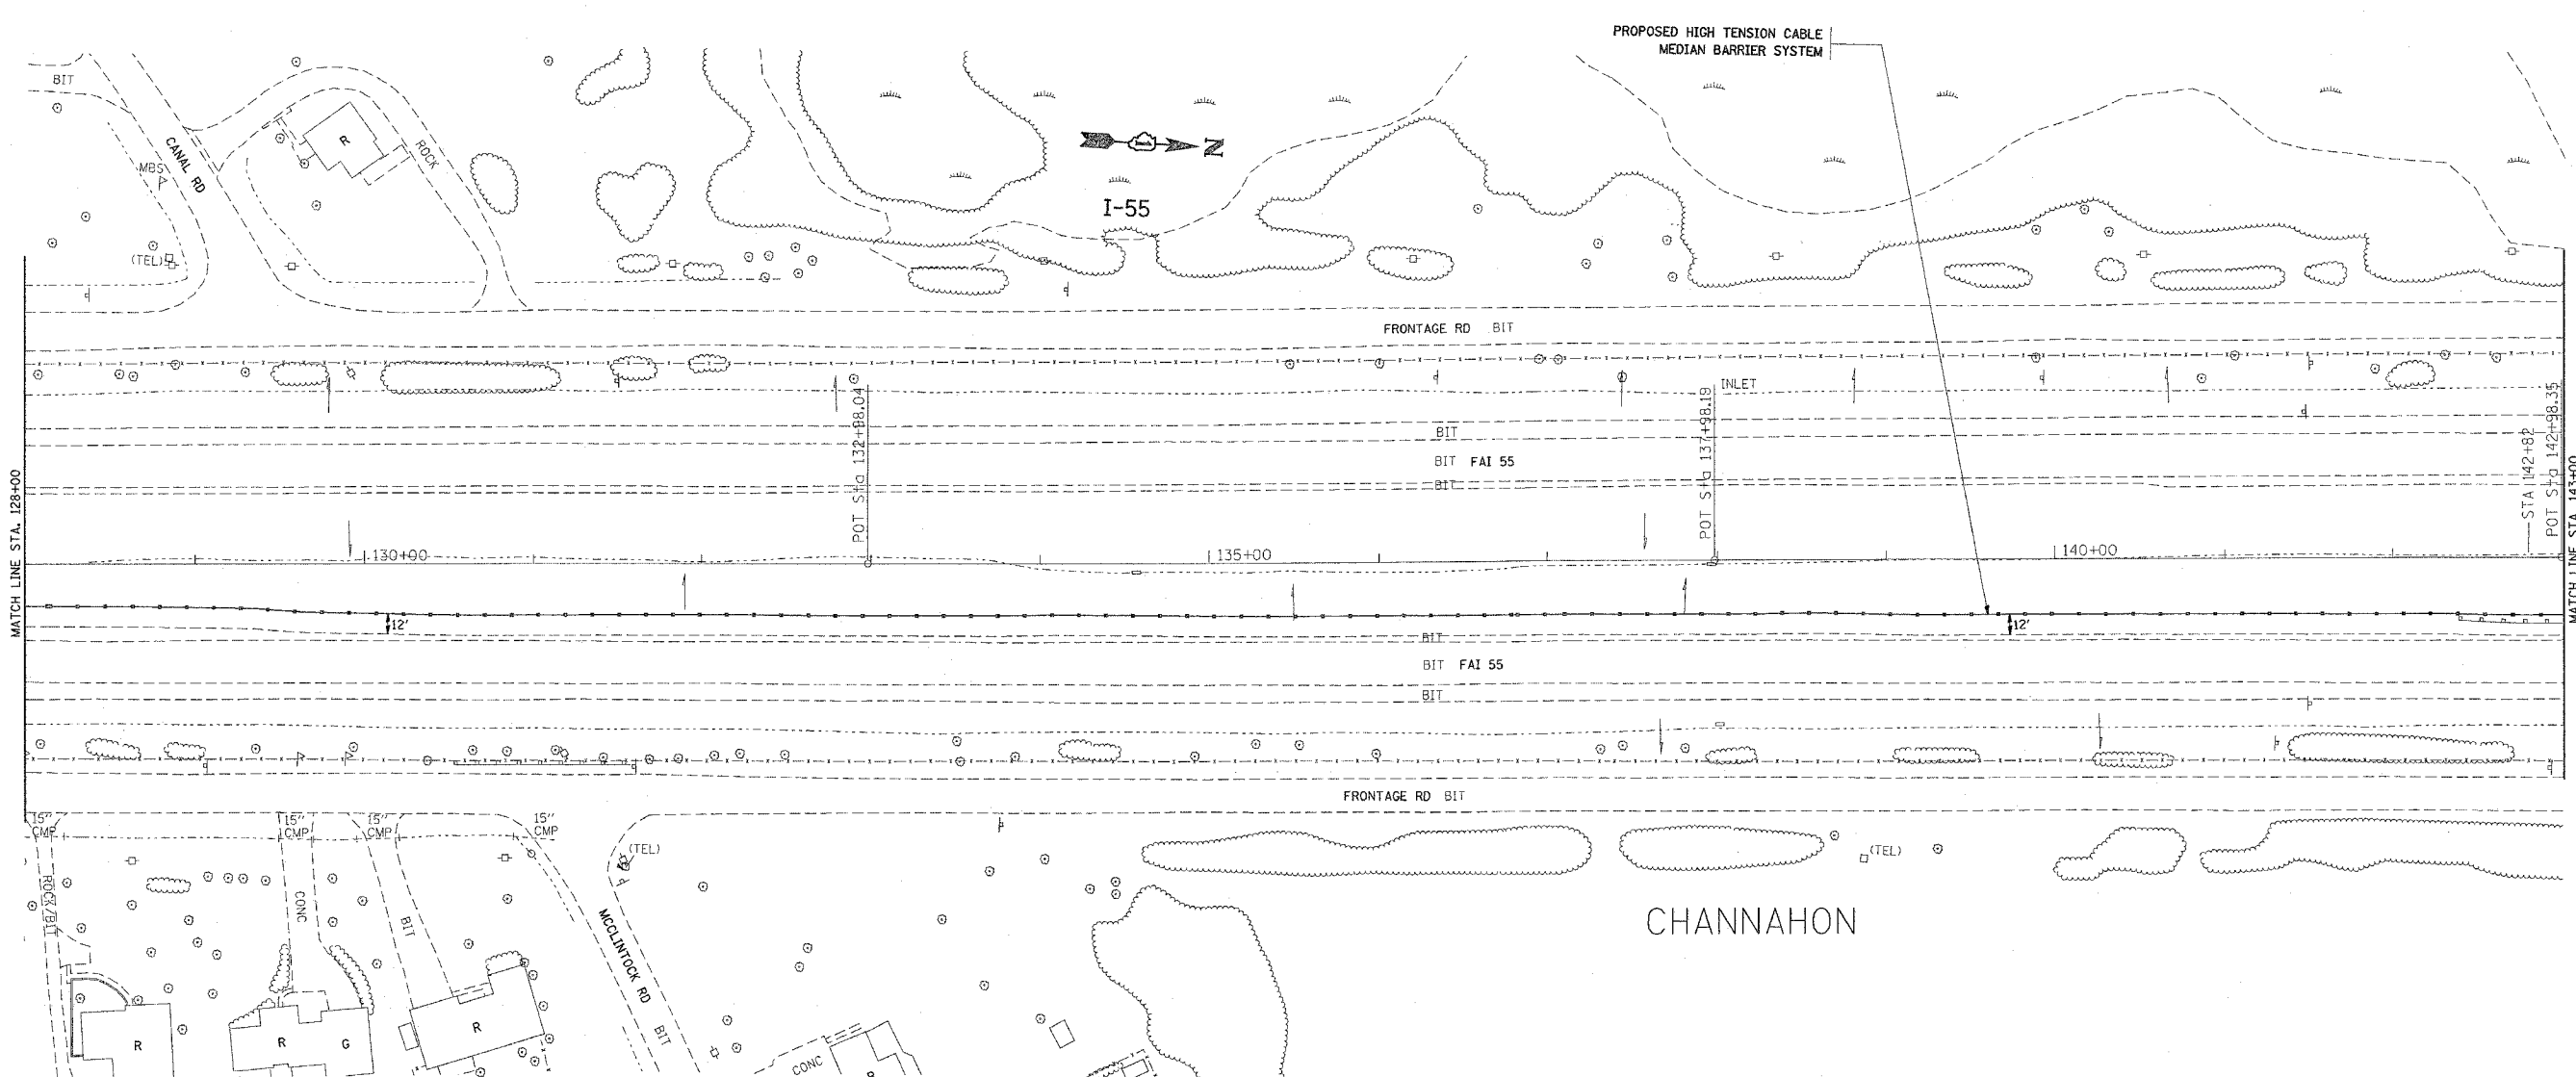 PROPOSED HIGH TENSION CABLE
MEDIAN BARRIER SYSTEM
BIT
CANAL RD
MBS
R
ROCK
N
I-55
(TEL)
FRONTAGE RD BIT
INLET
MATCH LINE STA. 128+00
POT Sta 132+98.04
POT Sta 137+98.19
STA 142+82
POT Sta 142+98.35
MATCH LINE STA. 143+00
BIT
BIT FAI 55
BIT
130+00
135+00
140+00
12'
12'
BIT
BIT FAI 55
BIT
FRONTAGE RD BIT
15"
CMP
15"
CMP
15"
CMP
15"
CMP
(TEL)
(TEL)
ROCK/BIT
CONC
BIT
MCCLINTOCK RD
BIT
CHANNAHON
R
R
G
R
CONC